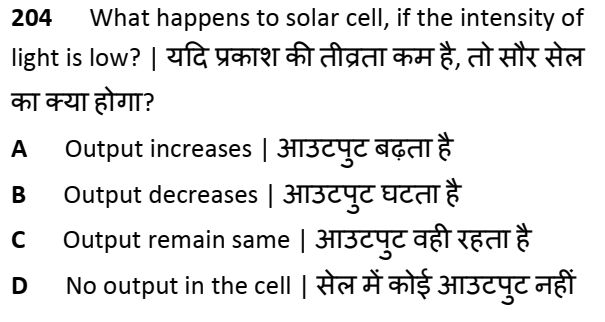 204 What happens to solar cell, if the intensity of
light is low? | यदि प्रकाश की तीव्रता कम है, तो सौर सेल
का क्या होगा?
A Output increases | आउटपुट बढ़ता है
B Output decreases | आउटपुट घटता है
C Output remain same | आउटपुट वही रहता है
D No output in the cell | सेल में कोई आउटपुट नहीं